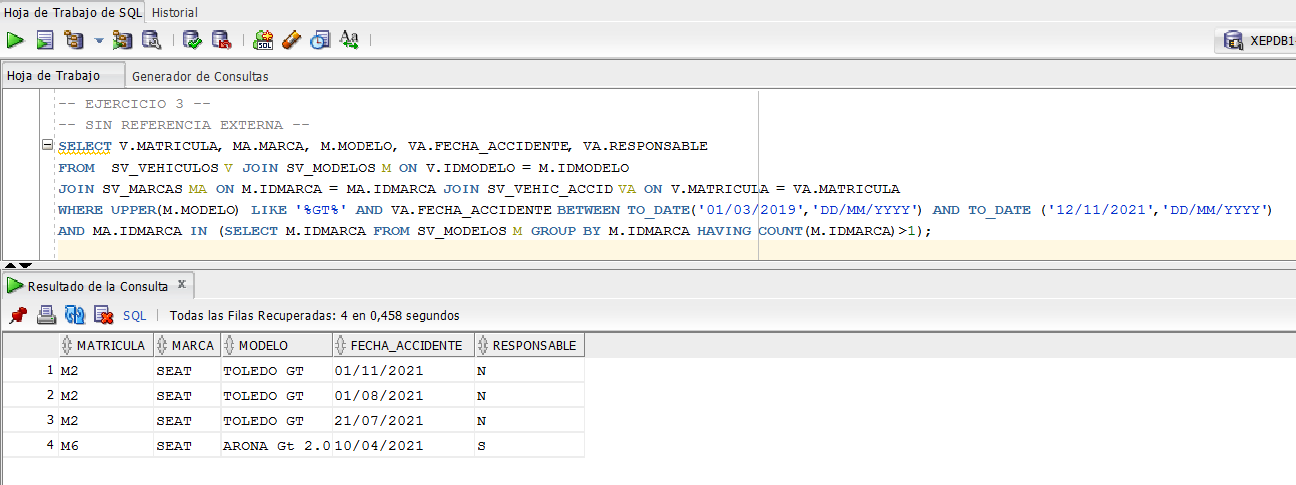 Hoja de Trabajo de SQL Historial
SQL
XEPDB1
Hoja de Trabajo Generador de Consultas
-- EJERCICIO 3 --
-- SIN REFERENCIA EXTERNA --
SELECT V.MATRICULA, MA.MARCA, M.MODELO, VA.FECHA_ACCIDENTE, VA.RESPONSABLE
FROM  SV_VEHICULOS V JOIN SV_MODELOS M ON V.IDMODELO = M.IDMODELO
JOIN SV_MARCAS MA ON M.IDMARCA = MA.IDMARCA JOIN SV_VEHIC_ACCID VA ON V.MATRICULA = VA.MATRICULA
WHERE UPPER(M.MODELO) LIKE '%GT%' AND VA.FECHA_ACCIDENTE BETWEEN TO_DATE('01/03/2019','DD/MM/YYYY') AND TO_DATE ('12/11/2021','DD/MM/YYYY')
AND MA.IDMARCA IN (SELECT M.IDMARCA FROM SV_MODELOS M GROUP BY M.IDMARCA HAVING COUNT(M.IDMARCA)>1);
Resultado de la Consulta x
SQL | Todas las Filas Recuperadas: 4 en 0,458 segundos
MATRICULA MARCA MODELO FECHA_ACCIDENTE RESPONSABLE
1 M2 SEAT TOLEDO GT 01/11/2021 N
2 M2 SEAT TOLEDO GT 01/08/2021 N
3 M2 SEAT TOLEDO GT 21/07/2021 N
4 M6 SEAT ARONA Gt 2.0 10/04/2021 S